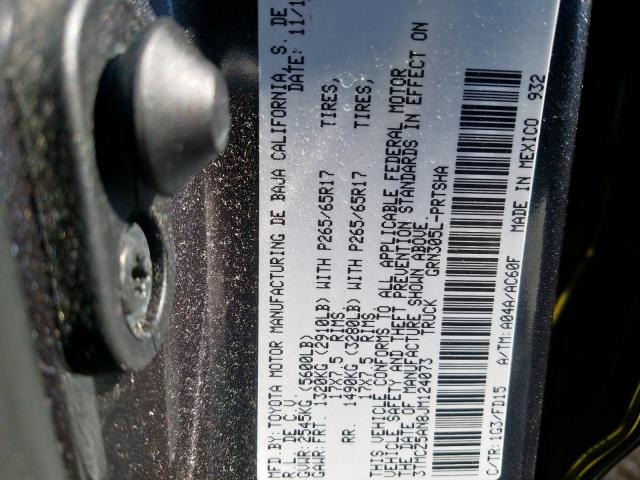 MFD.BY: TOYOTA MOTOR MANUFACTURING DE BAJA CALIFORNIA, S. DE
R.L. DE C.V. DATE: 11/1
GVWR: 2545KG (5600LB)
GAWR: FRT. 1320KG (2910LB) WITH P265/65R17 TIRES,
17X7.5 RIMS
RR. 1490KG (3280LB) WITH P265/65R17 TIRES,
17X7.5 RIMS
THIS VEHICLE CONFORMS TO ALL APPLICABLE FEDERAL MOTOR
VEHICLE SAFETY AND THEFT PREVENTION STANDARDS IN EFFECT ON
THE DATE OF MANUFACTURE SHOWN ABOVE.
3TMCZ5AN8JM124073 TRUCK GRN305L-PRTSHA
C/TR: 1G3/FD15 A/TM: A04A/AC60F MADE IN MEXICO 932